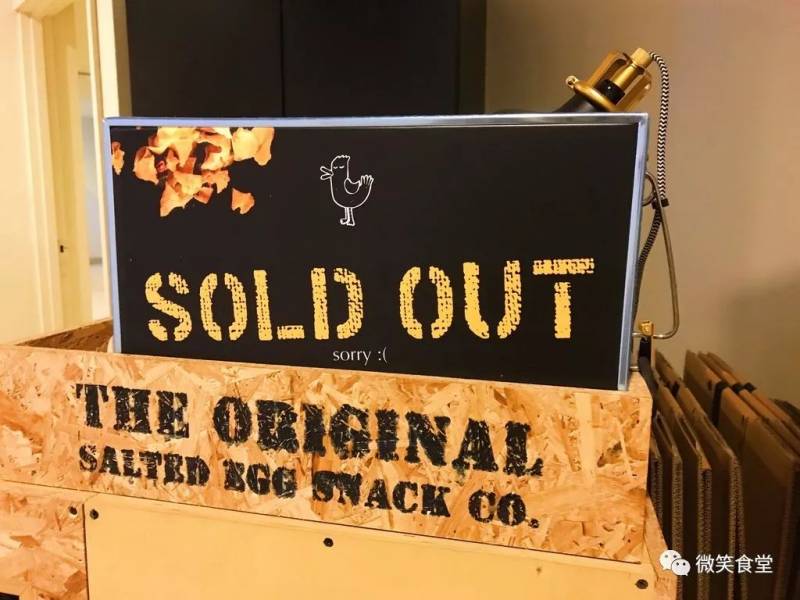 SOLD OUT
sorry :(
THE ORIGINAL
SALTED EGG SNACK CO.
微笑食堂